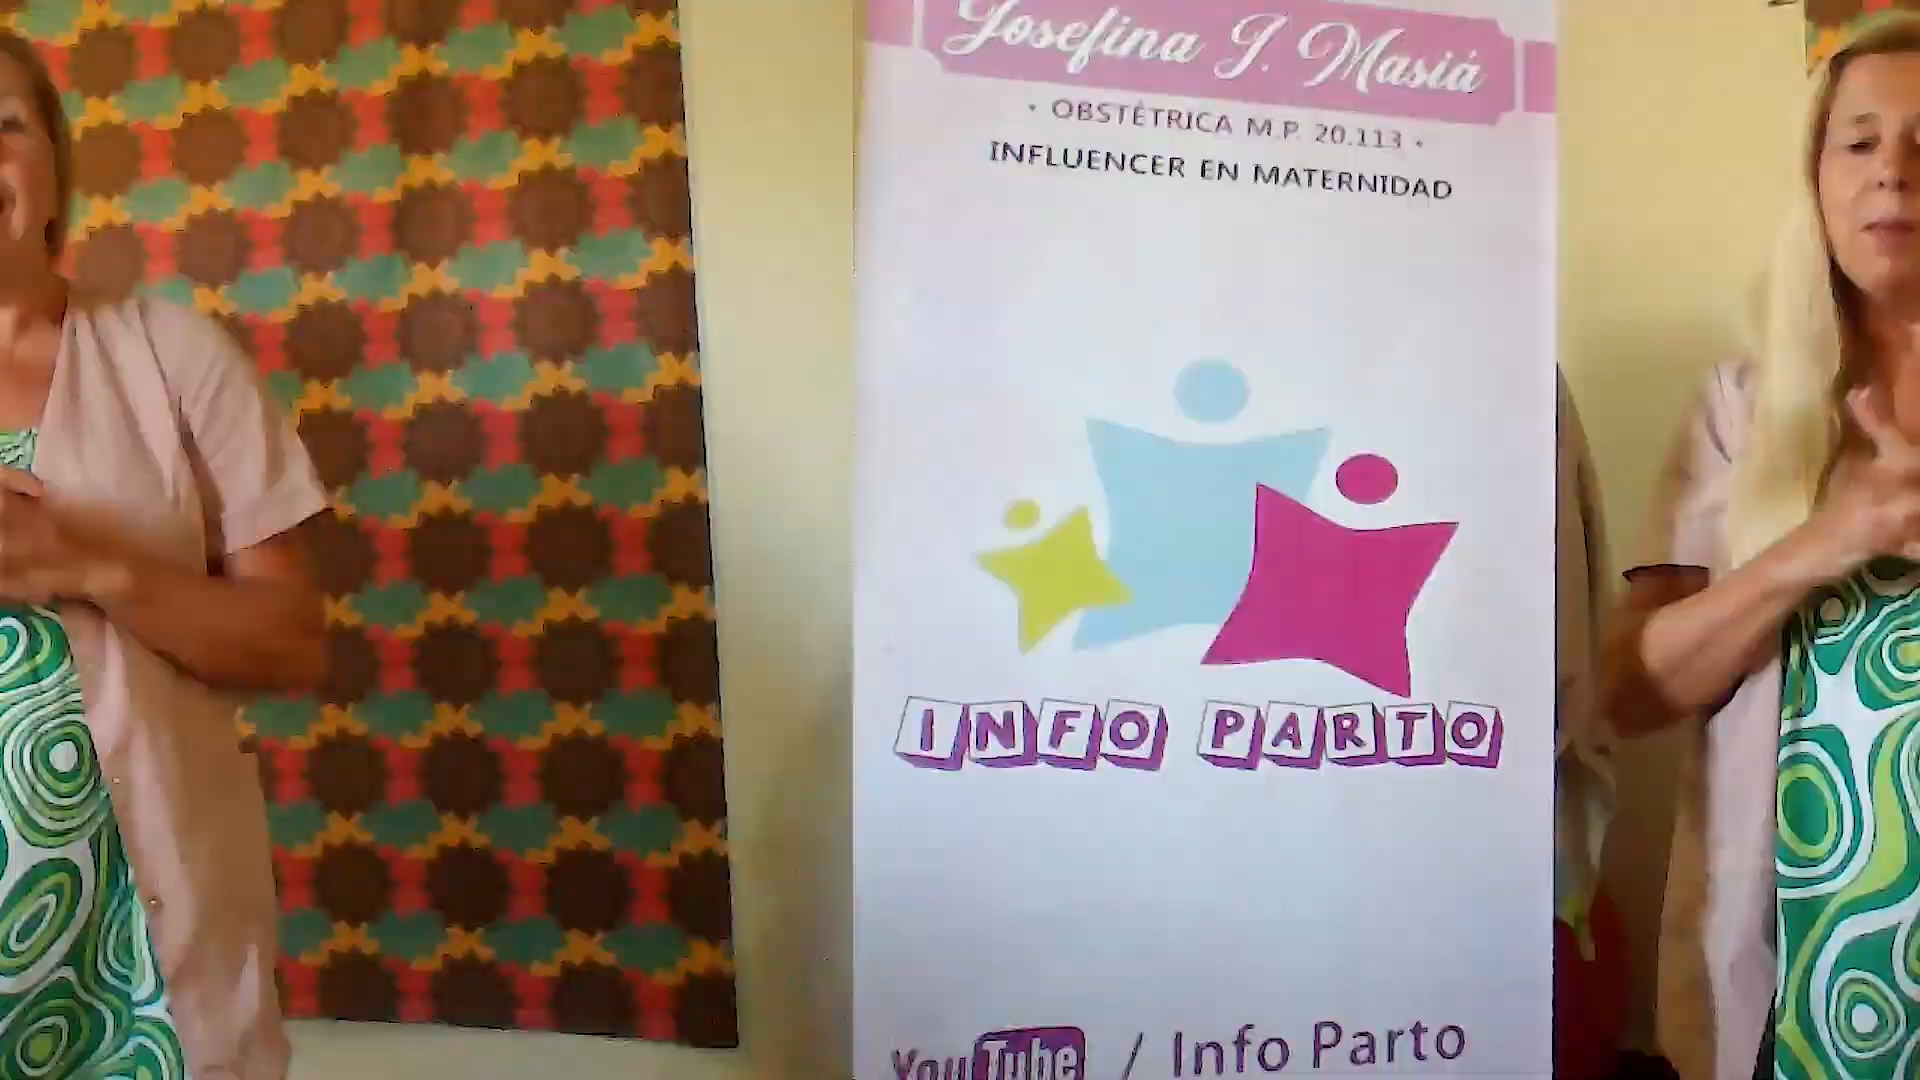 Josefina J. Masiá
• OBSTÉTRICA M.P. 20.113 •
INFLUENCER EN MATERNIDAD
INFO PARTO
YouTube / Info Parto